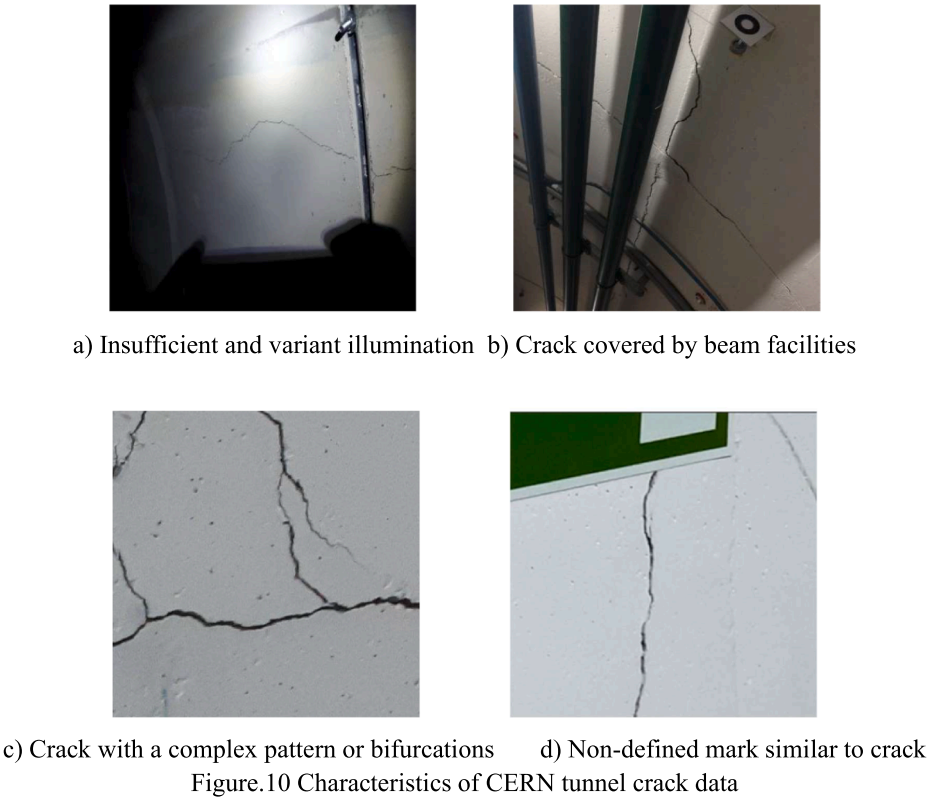 a) Insufficient and variant illumination b) Crack covered by beam facilities
c) Crack with a complex pattern or bifurcations d) Non-defined mark similar to crack
Figure.10 Characteristics of CERN tunnel crack data